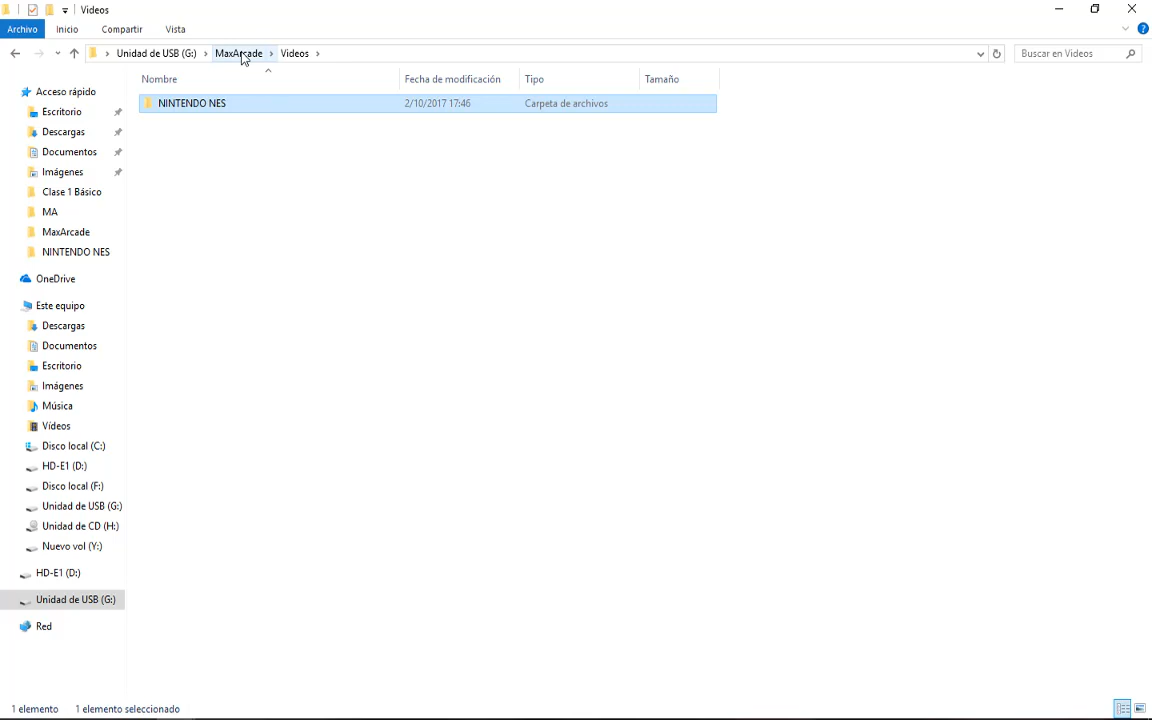 Videos
Archivo Inicio Compartir Vista
Unidad de USB (G:) MaxArcade Videos Buscar en Videos
Nombre Fecha de modificación Tipo Tamaño
NINTENDO NES 2/10/2017 17:46 Carpeta de archivos
Acceso rápido
Escritorio
Descargas
Documentos
Imágenes
Clase 1 Básico
MA
MaxArcade
NINTENDO NES
OneDrive
Este equipo
Descargas
Documentos
Escritorio
Imágenes
Música
Vídeos
Disco local (C:)
HD-E1 (D:)
Disco local (F:)
Unidad de USB (G:)
Unidad de CD (H:)
Nuevo vol (Y:)
HD-E1 (D:)
Unidad de USB (G:)
Red
1 elemento 1 elemento seleccionado